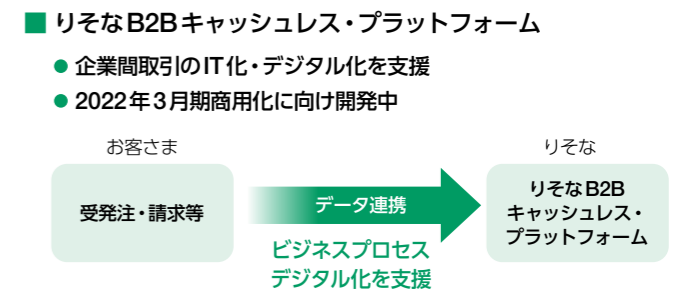 ■ りそなB2Bキャッシュレス・プラットフォーム
● 企業間取引のIT化・デジタル化を支援
● 2022年3月期商用化に向け開発中
お客さま
受発注・請求等
データ連携
ビジネスプロセス
デジタル化を支援
りそな
りそなB2B
キャッシュレス・
プラットフォーム